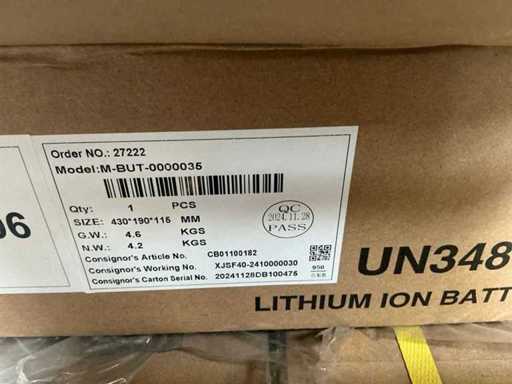 Order NO.: 27222
Model:M-BUT-0000035
Qty: 1 PCS
SIZE: 430*190*115 MM
G.W.: 4.6 KGS
N.W.: 4.2 KGS
Consignor's Article No. CB01100182
Consignor's Working No. XJSF40-2410000030
Consignor's Carton Serial No. 20241128DB100475
QC
2024.11.28
PASS
950
06
UN348
LITHIUM ION BATT